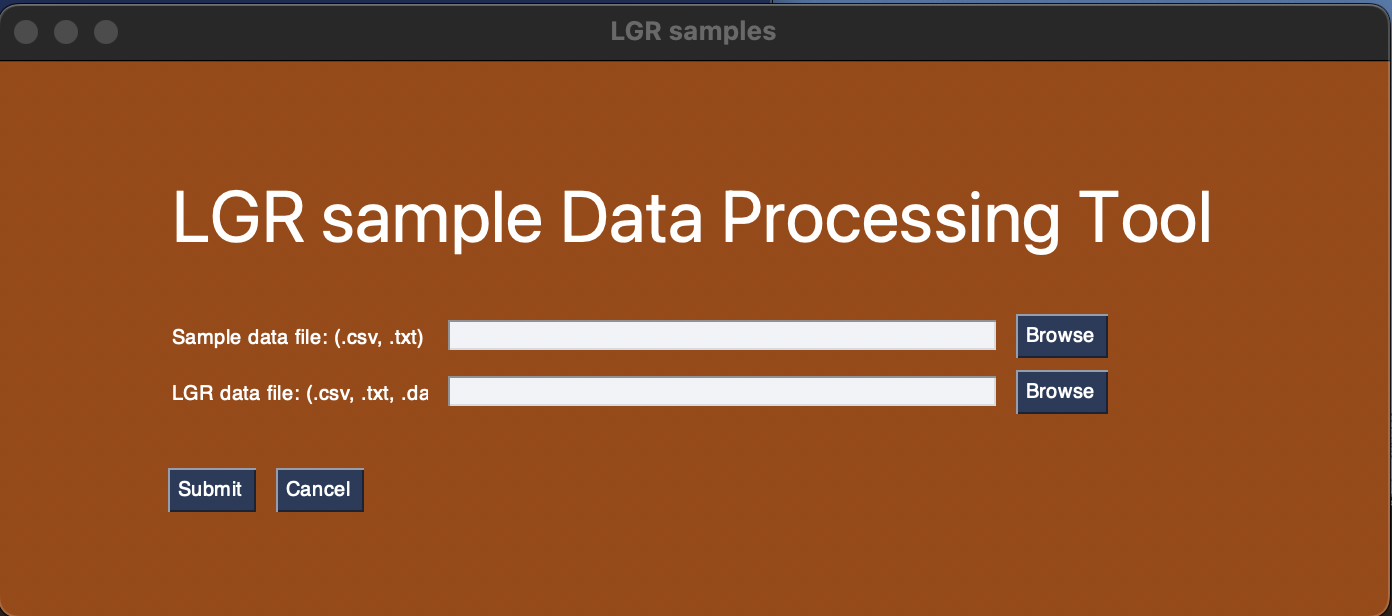 LGR samples
LGR sample Data Processing Tool
Sample data file: (.csv, .txt)
Browse
LGR data file: (.csv, .txt, .da
Browse
Submit
Cancel